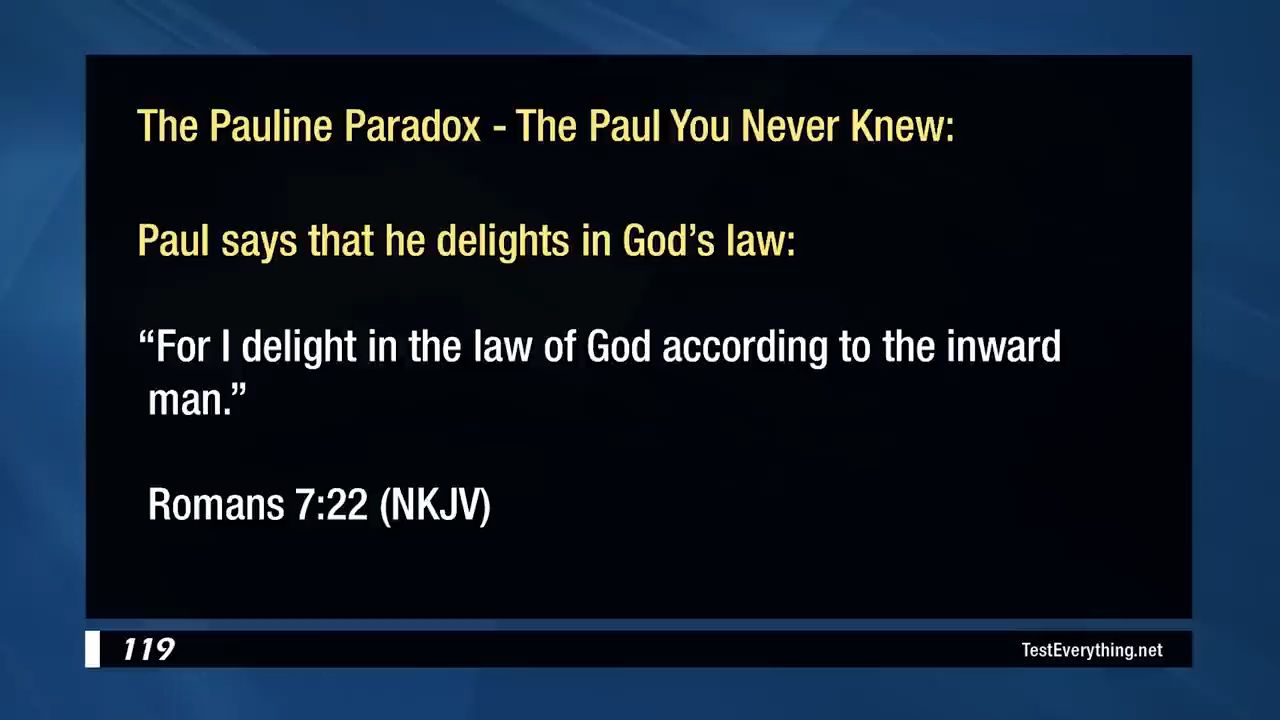 The Pauline Paradox - The Paul You Never Knew:
Paul says that he delights in God’s law:
“For I delight in the law of God according to the inward
man.”
Romans 7:22 (NKJV)
119
TestEverything.net